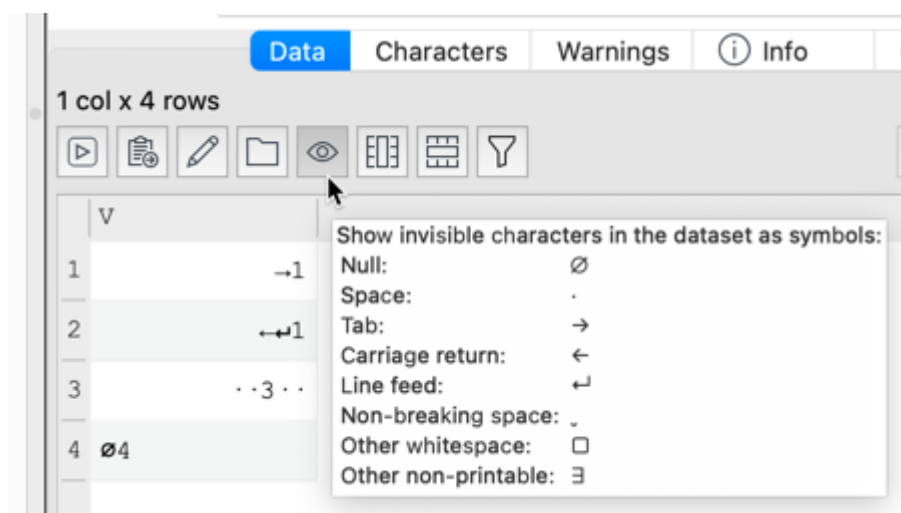 Data Characters Warnings Info
1 col x 4 rows
V
1 →1
2 ←↵1
3 ··3··
4 ø4
Show invisible characters in the dataset as symbols:
Null: Ø
Space: ·
Tab: →
Carriage return: ←
Line feed: ↵
Non-breaking space: ˬ
Other whitespace: ▢
Other non-printable: ∃